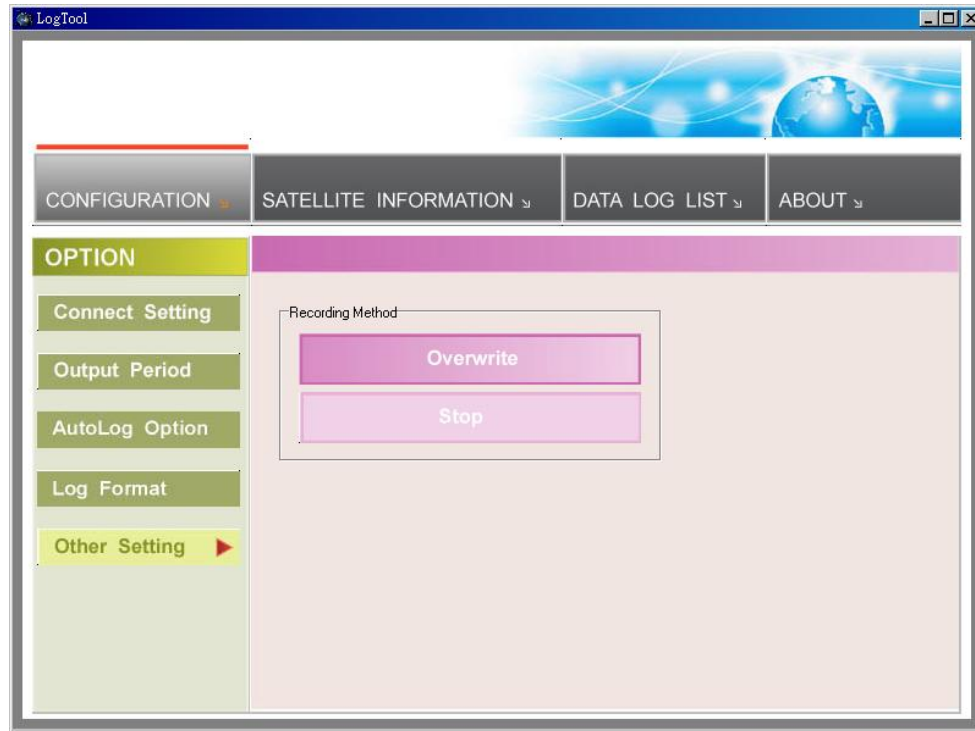 LogTool
CONFIGURATION SATELLITE INFORMATION DATA LOG LIST ABOUT
OPTION
Connect Setting
Output Period
AutoLog Option
Log Format
Other Setting
Recording Method
Overwrite
Stop